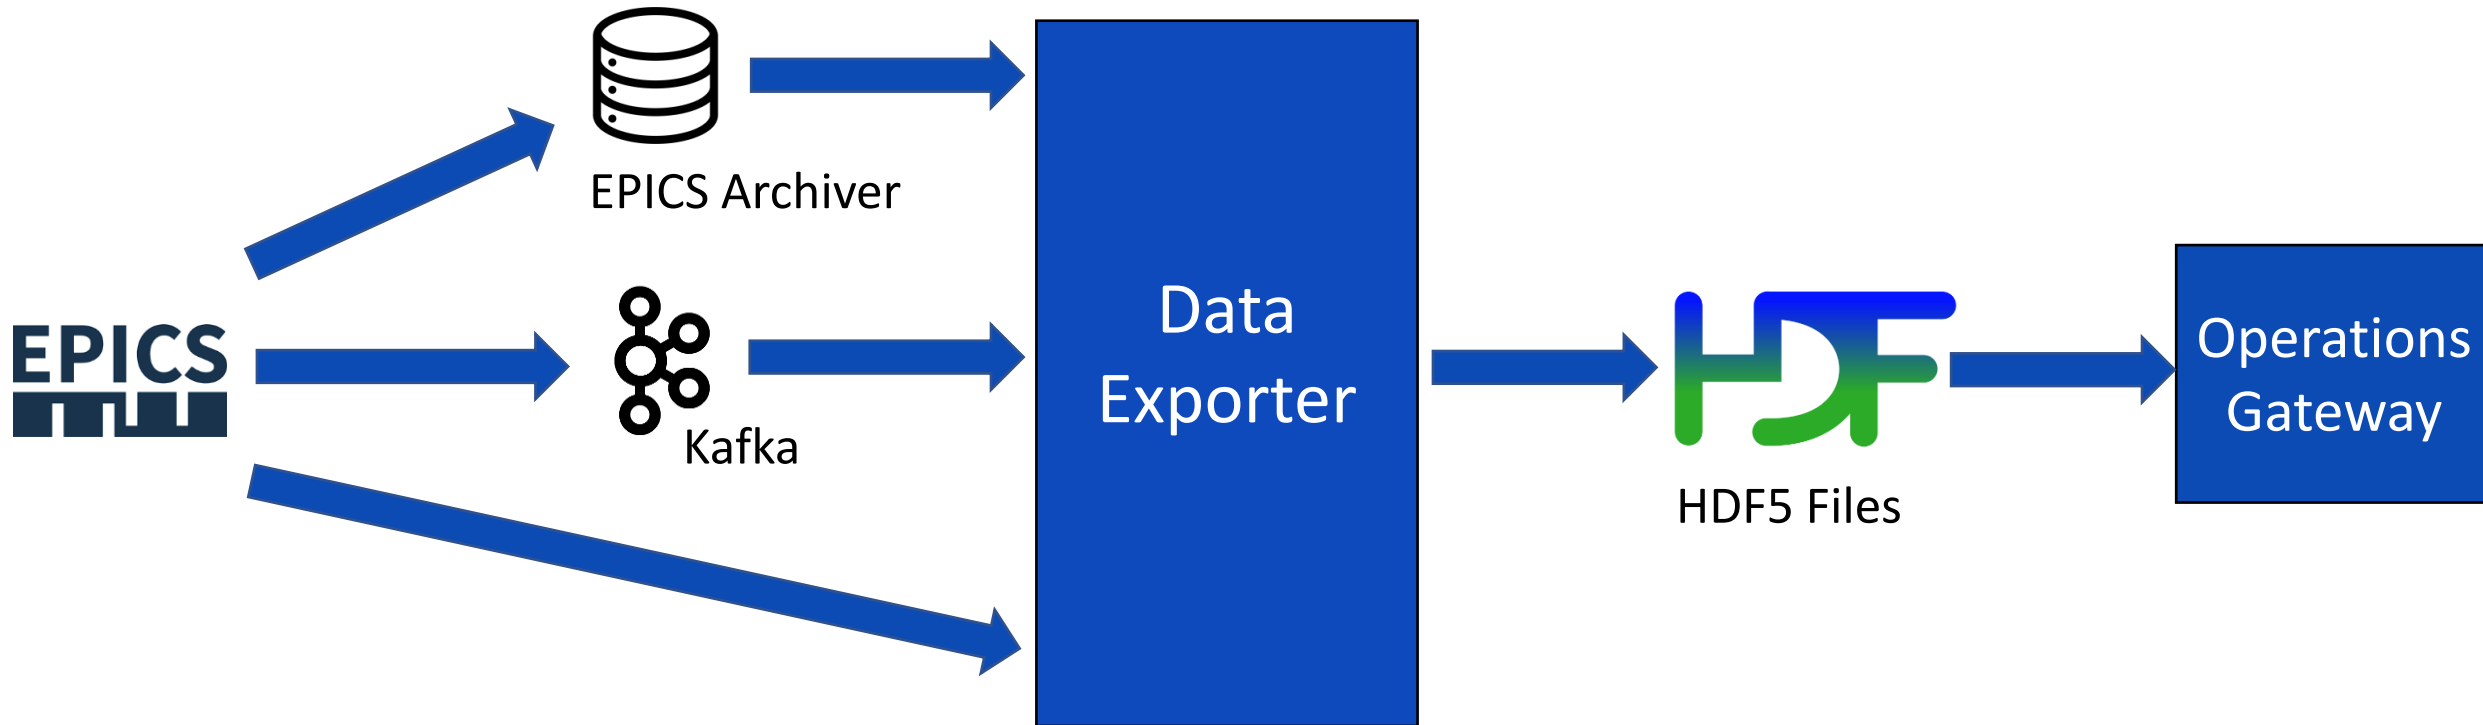 EPICS Archiver
EPICS
Kafka
Data
Exporter
HDF
HDF5 Files
Operations
Gateway